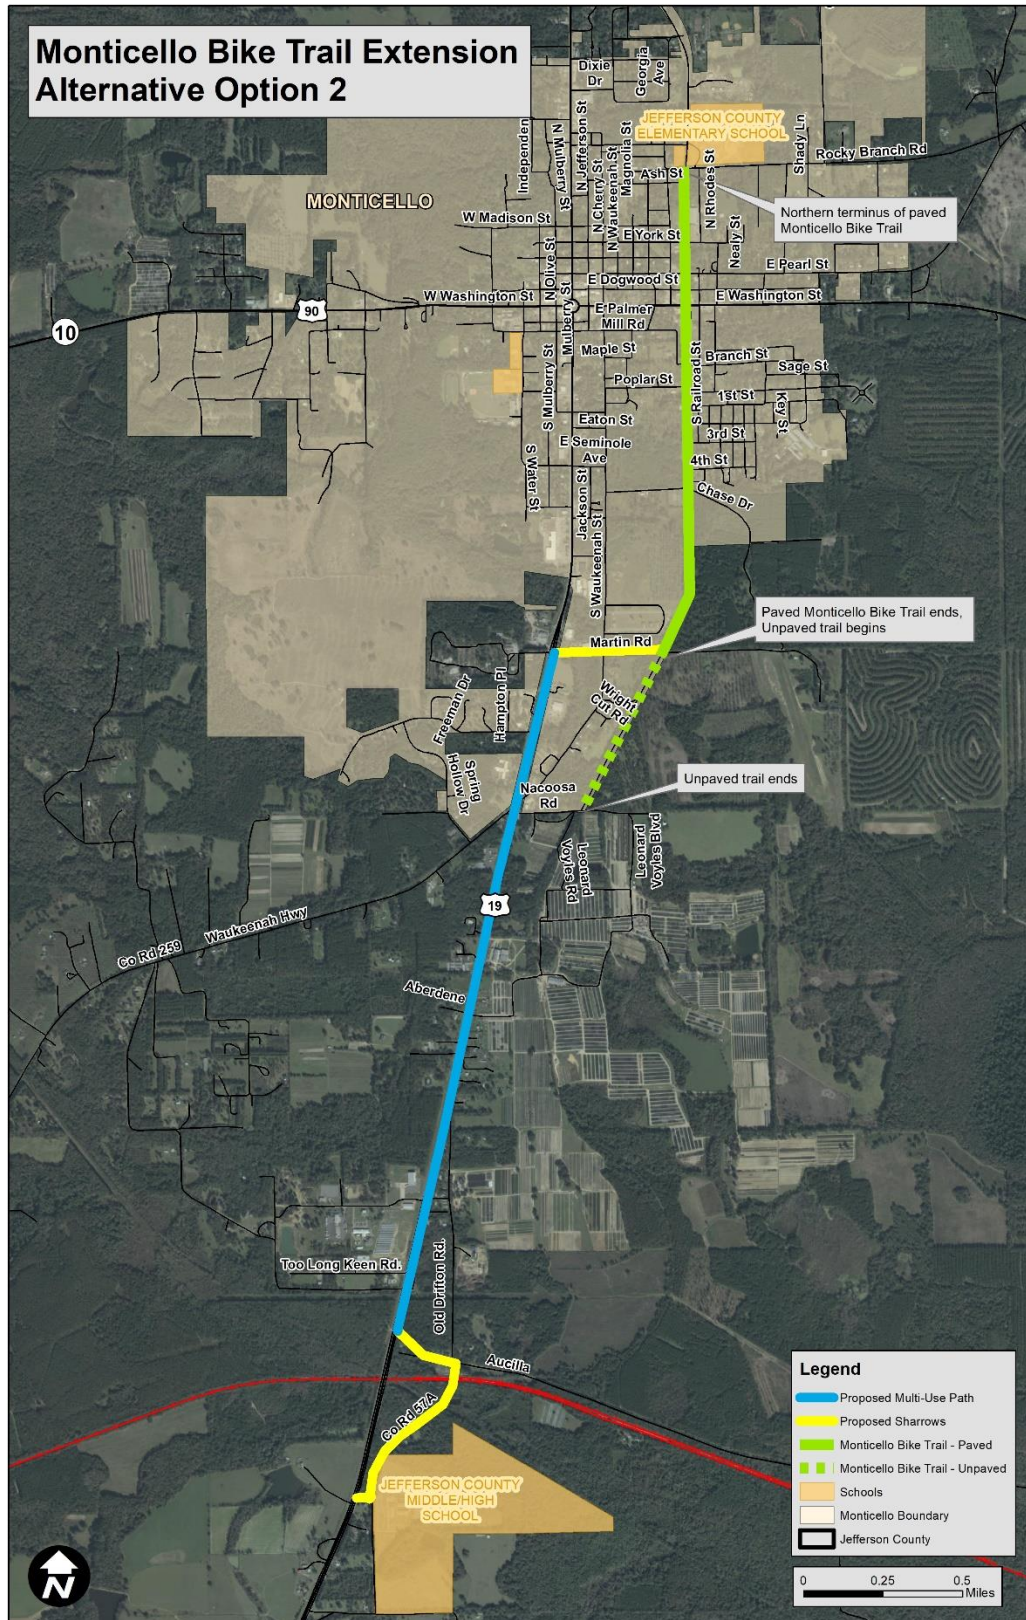 Monticello Bike Trail Extension
Alternative Option 2
Dixie
Dr
Georgia
Ave
JEFFERSON COUNTY
ELEMENTARY SCHOOL
Independen
N Mulberry St
N Jefferson St
N Cherry St
N Waukeenah St
Magnolia St
Ash St
N Rhodes St
Shady Ln
Rocky Branch Rd
MONTICELLO
Northern terminus of paved
Monticello Bike Trail
W Madison St
E York St
Nealy St
N Olive St
E Dogwood St
E Pearl St
W Washington St
E Washington St
90
10
Mulberry St
E Palmer
Mill Rd
Maple St
S Railroad St
Branch St
Sage St
Poplar St
1st St
Key St
S Mulberry St
Eaton St
3rd St
E Seminole
Ave
4th St
S Water St
Chase Dr
Jackson St
S Waukeenah St
Paved Monticello Bike Trail ends,
Unpaved trail begins
Martin Rd
Freeman Dr
Hampton Pl
Wright
Cut Rd
Spring
Hollow Dr
Unpaved trail ends
Nacoosa
Rd
Leonard
Voyles Rd
Leonard
Voyles Blvd
19
Waukeenah Hwy
Co Rd 259
Aberdene
Too Long Keen Rd.
Old Drifton Rd.
Aucilla
Co Rd 57A
JEFFERSON COUNTY
MIDDLE/HIGH
SCHOOL
Legend
Proposed Multi-Use Path
Proposed Sharrows
Monticello Bike Trail - Paved
Monticello Bike Trail - Unpaved
Schools
Monticello Boundary
Jefferson County
0 0.25 0.5
Miles
N